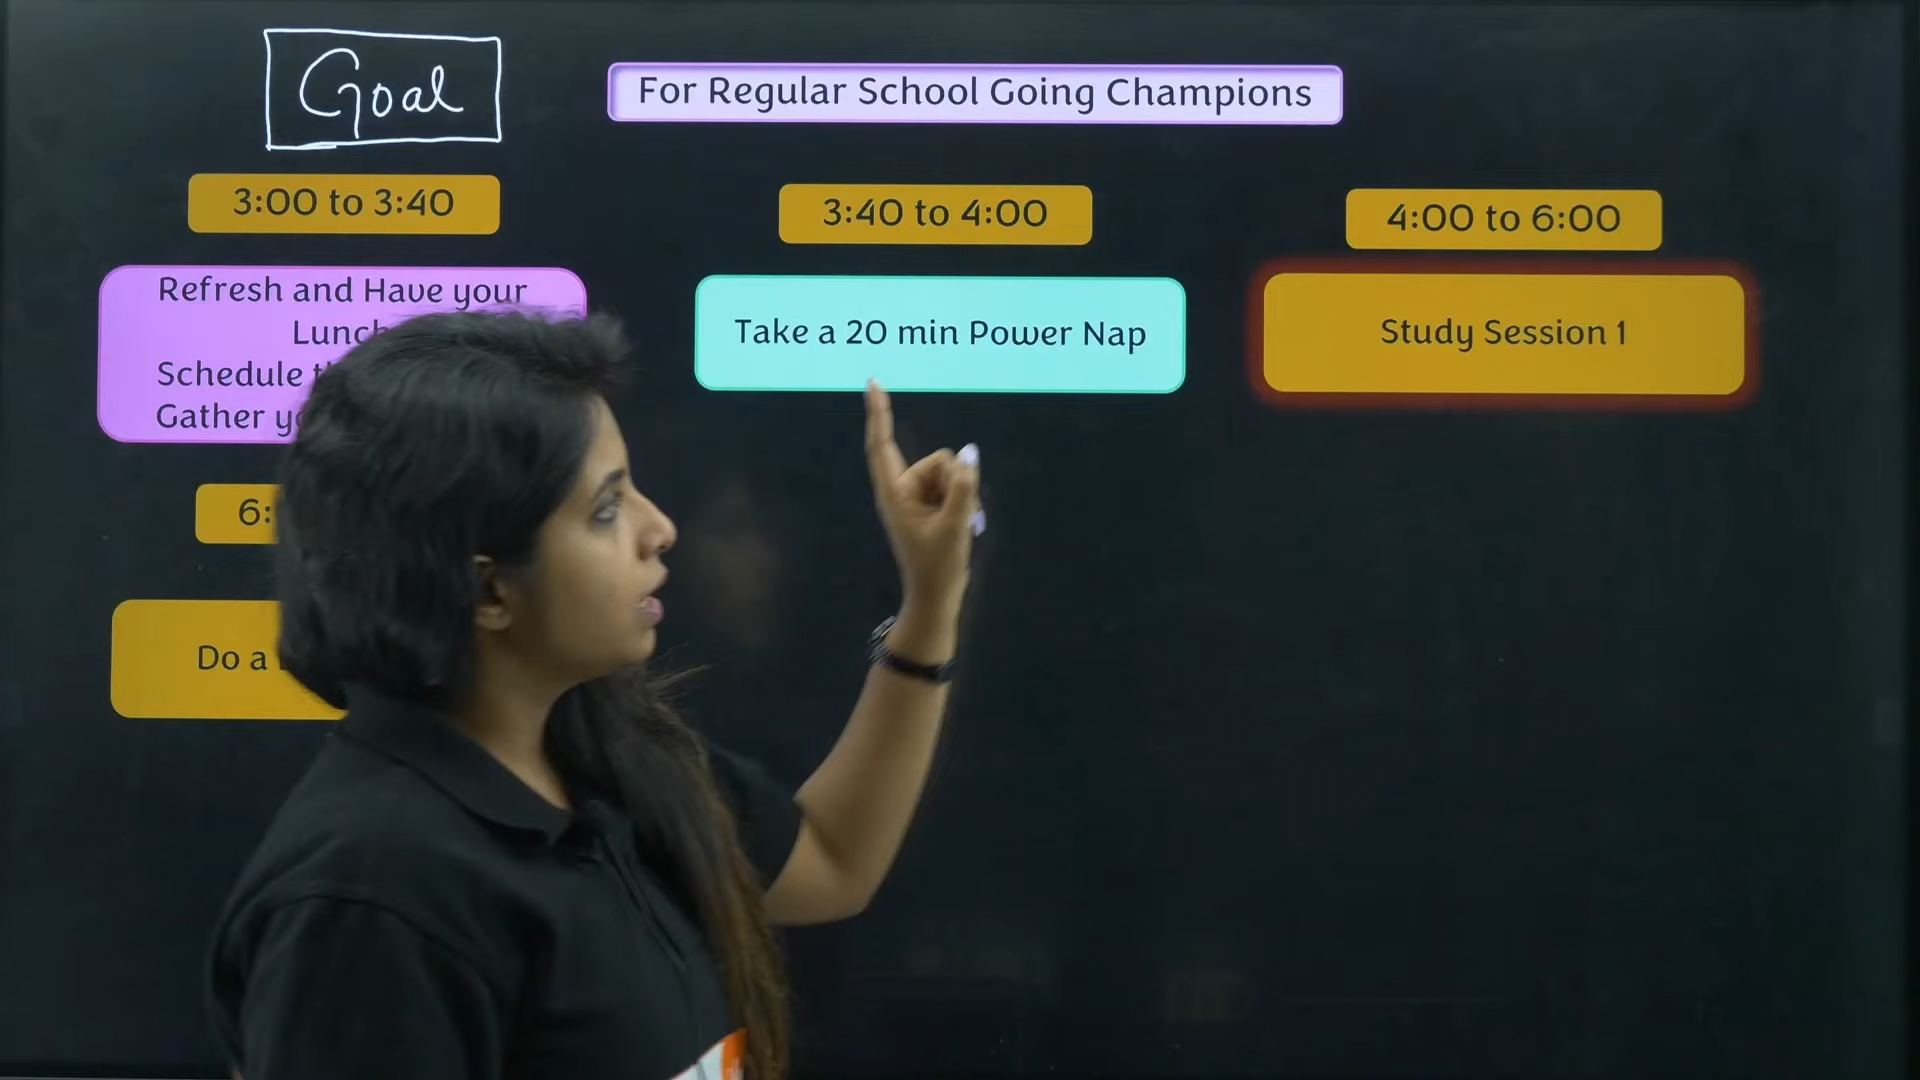 Goal
For Regular School Going Champions
3:00 to 3:40
3:40 to 4:00
4:00 to 6:00
Refresh and Have your
Lunch
Schedule
Gather
Take a 20 min Power Nap
Study Session 1
6:
Do a